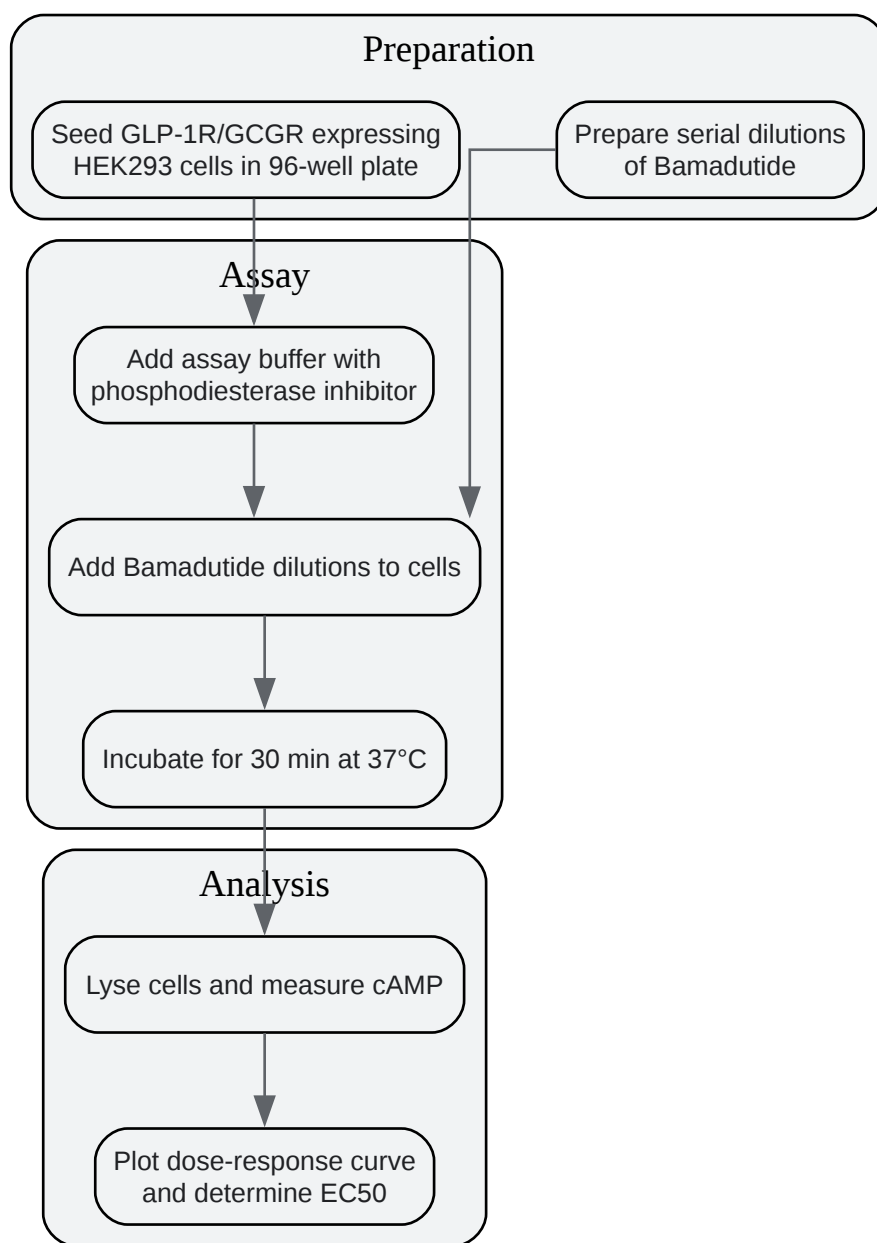 Preparation
Seed GLP-1R/GCGR expressing
HEK293 cells in 96-well plate
Prepare serial dilutions
of Bamadutide
Assay
Add assay buffer with
phosphodiesterase inhibitor
Add Bamadutide dilutions to cells
Incubate for 30 min at 37°C
Analysis
Lyse cells and measure cAMP
Plot dose-response curve
and determine EC50